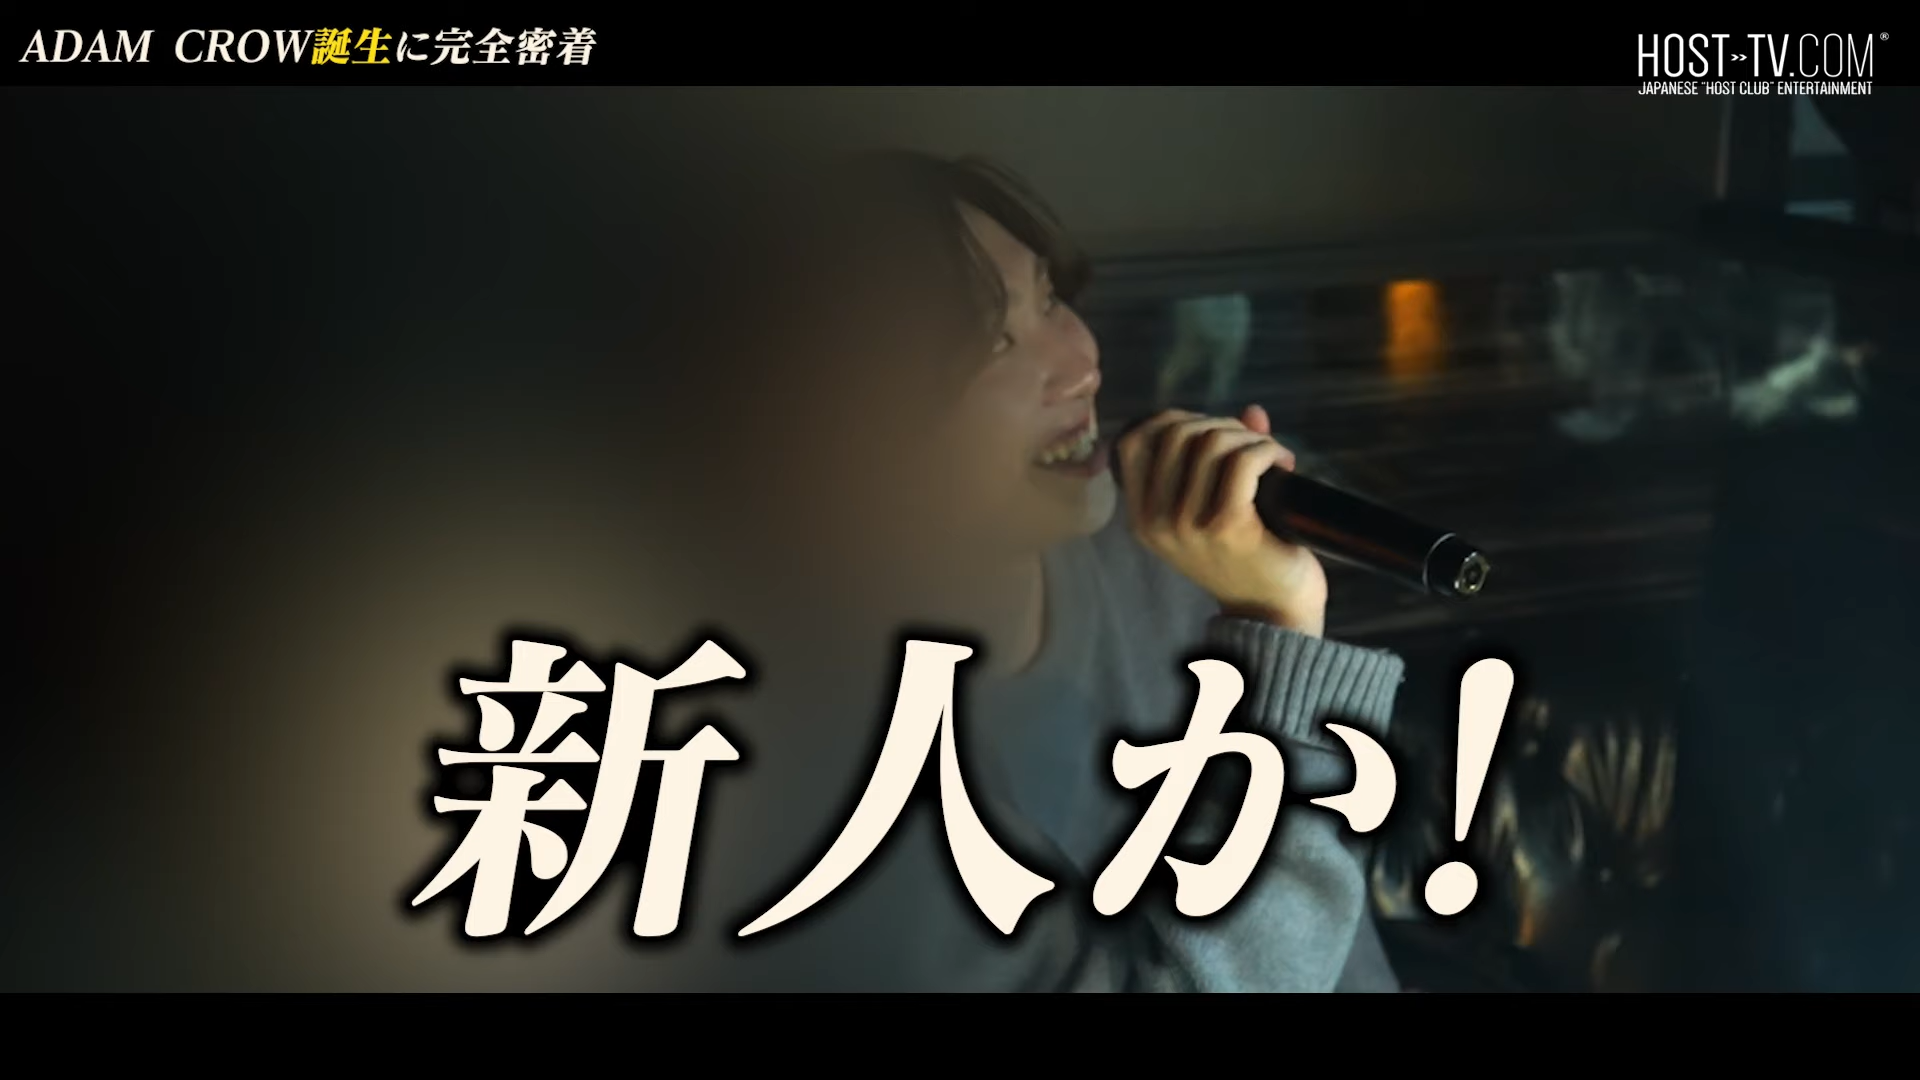 ADAM CROW誕生に完全密着
HOST»TV.COM®
JAPANESE "HOST CLUB" ENTERTAINMENT
新人か!